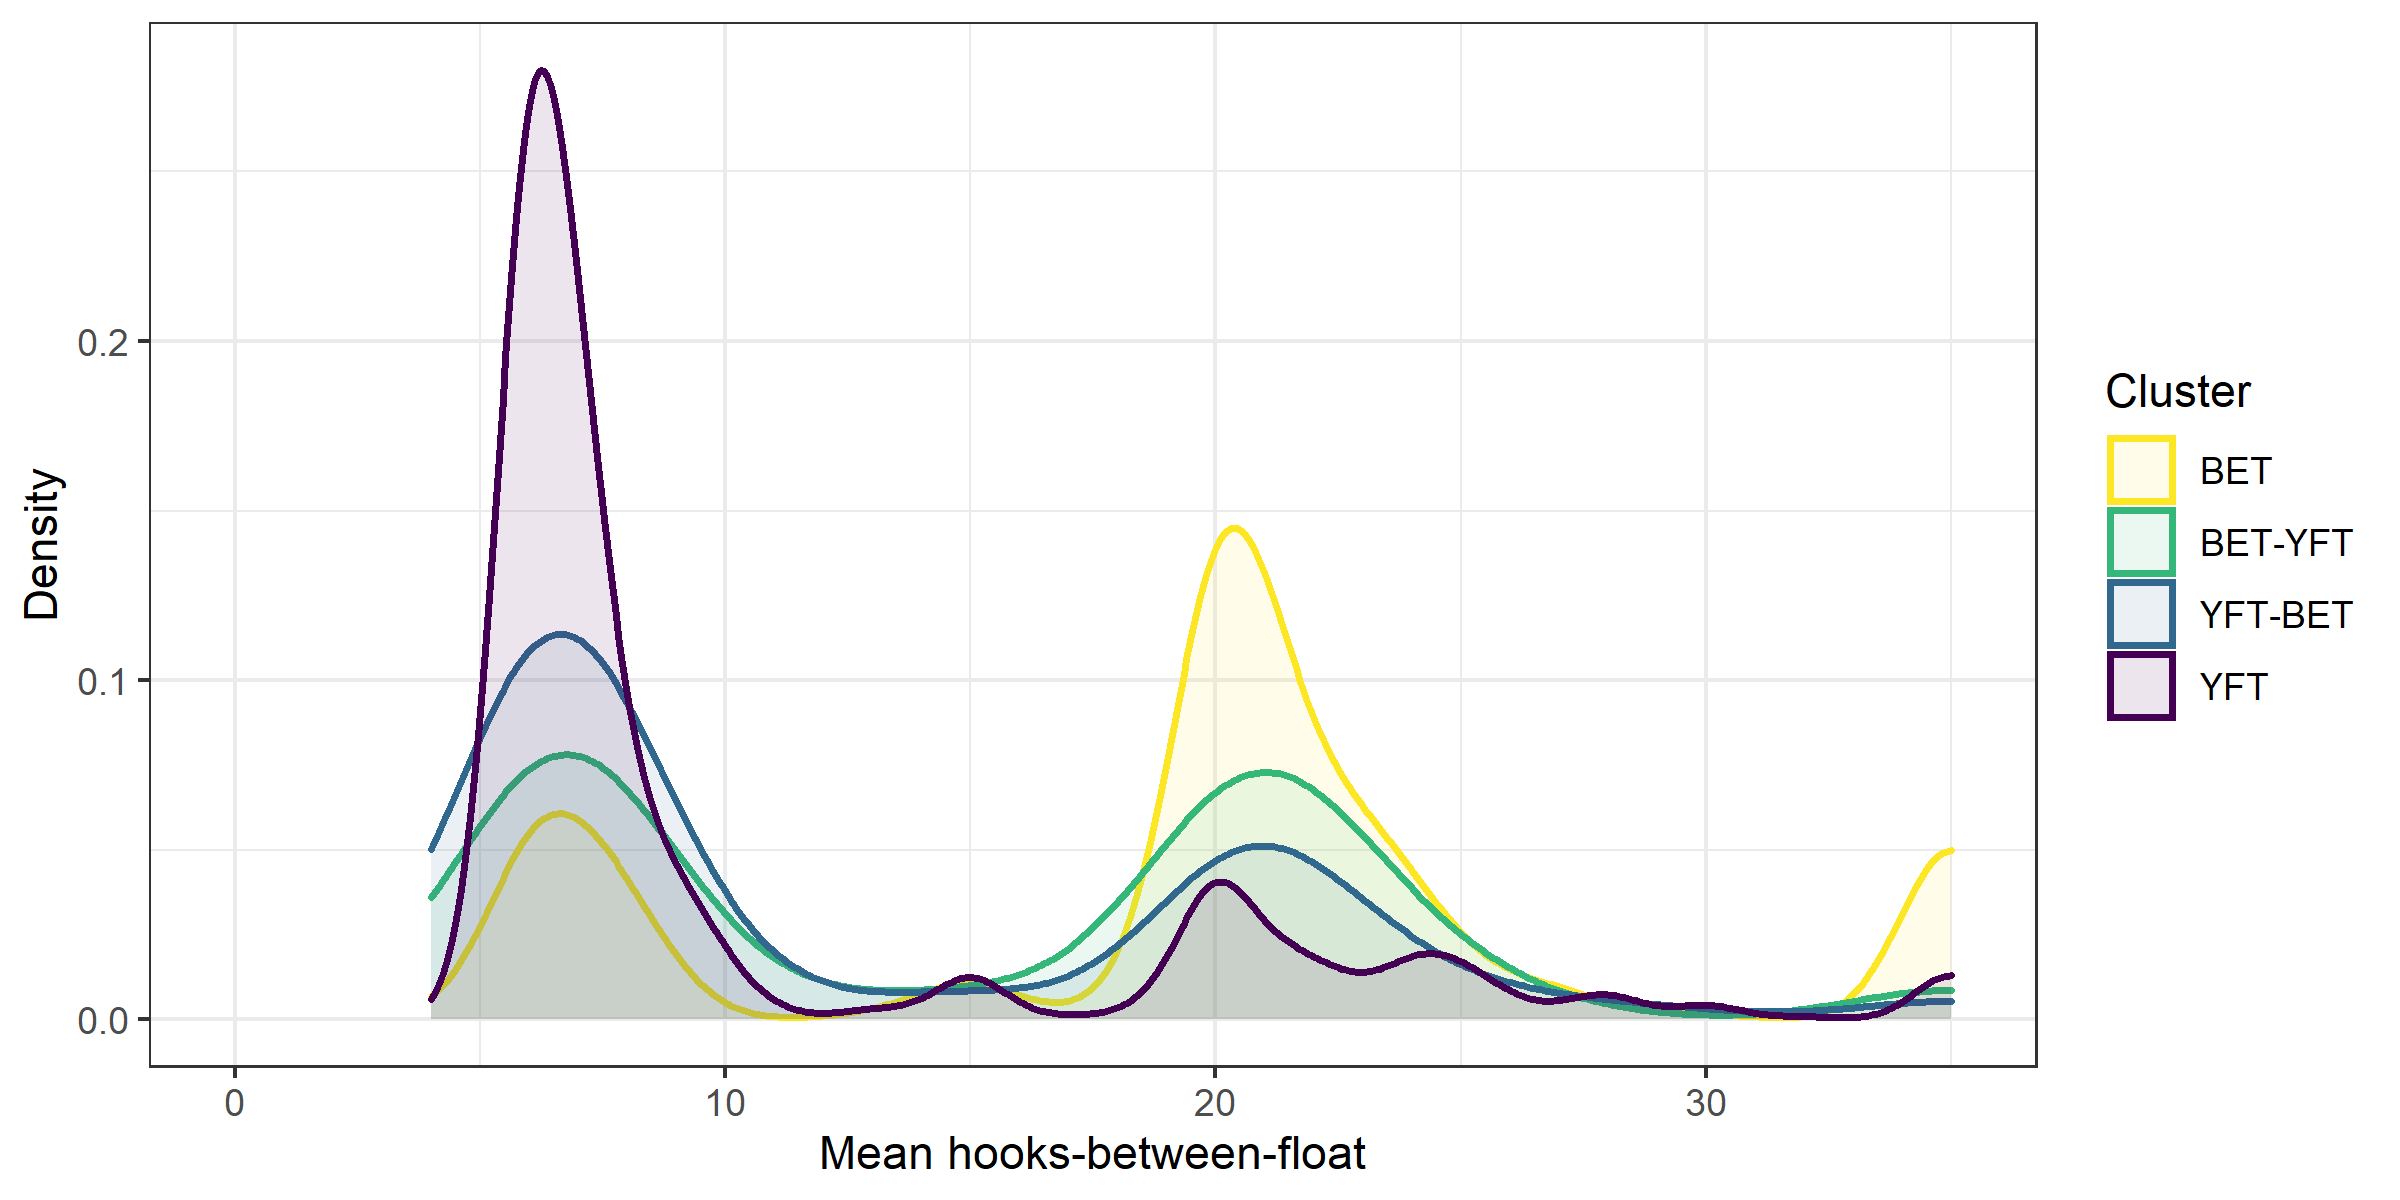 Density
0.2
0.1
0.0
0
10
20
30
Mean hooks-between-float
Cluster
BET
BET-YFT
YFT-BET
YFT